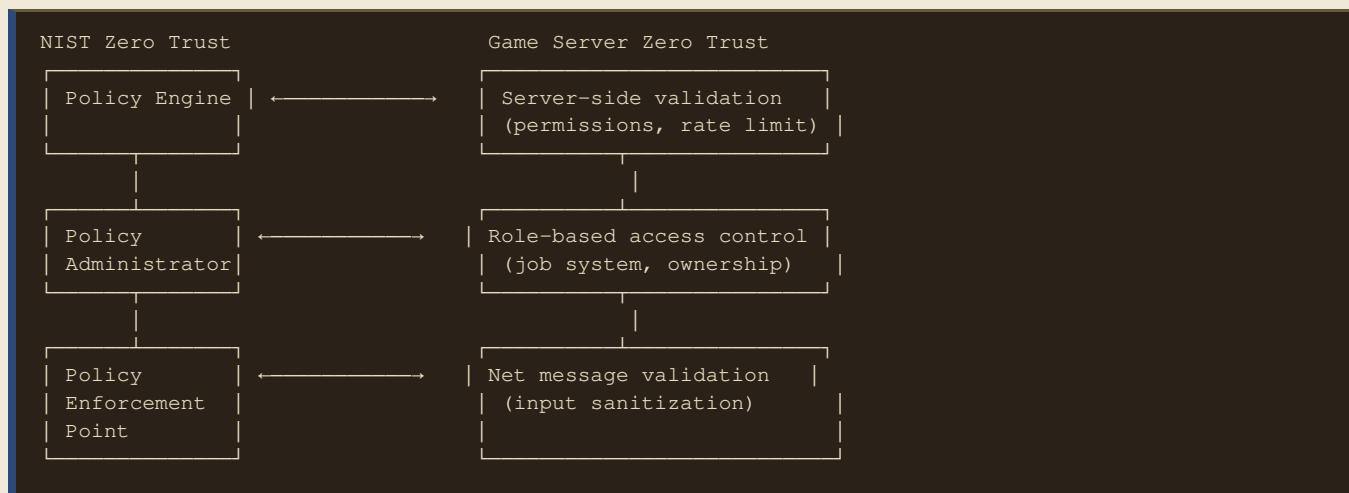 NIST Zero Trust Game Server Zero Trust
Policy Engine Server-side validation
(permissions, rate limit)
Policy Role-based access control
Administrator (job system, ownership)
Policy Net message validation
Enforcement (input sanitization)
Point